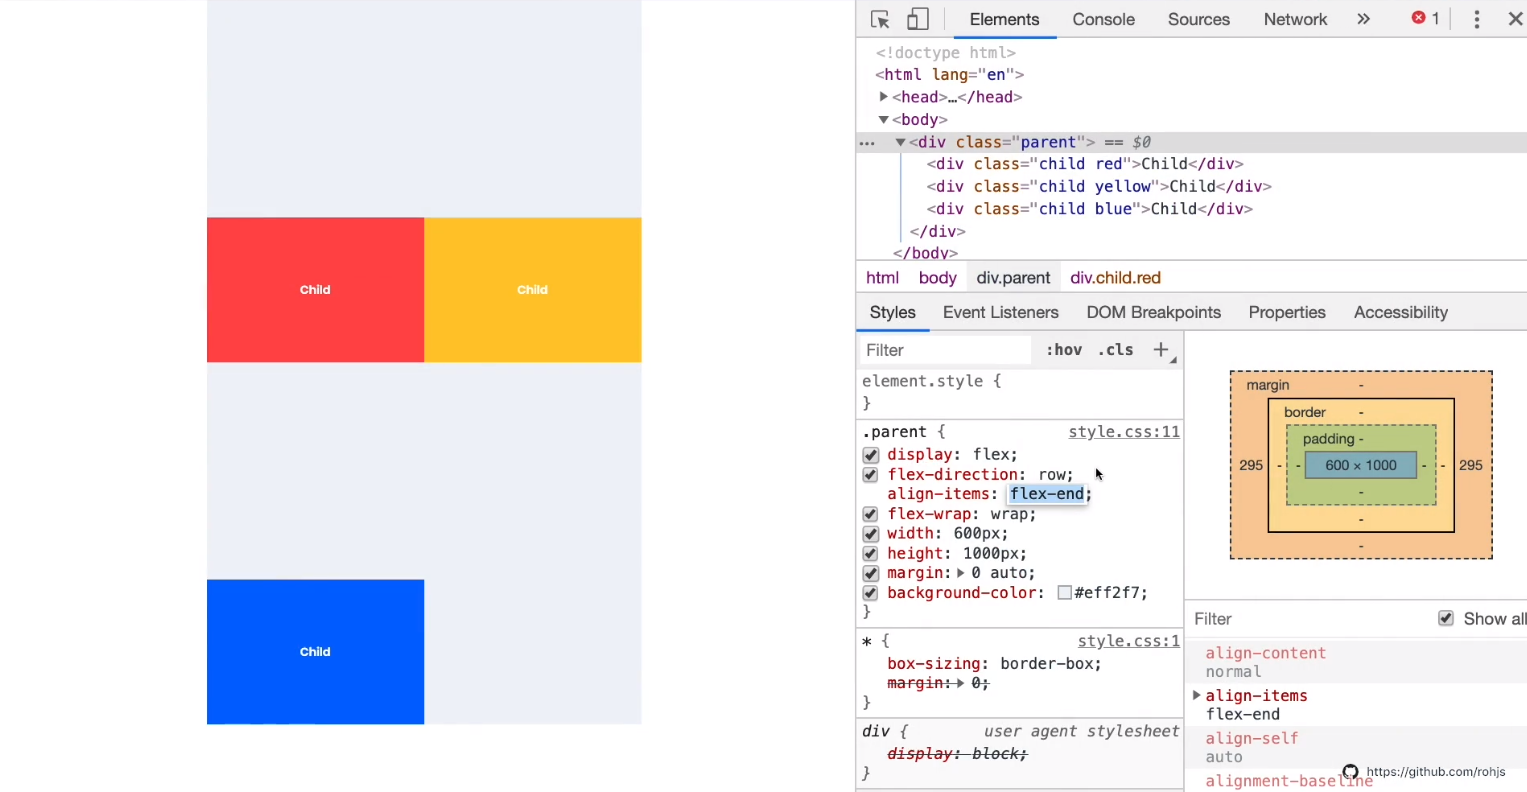 Child
Child
Child
Elements Console Sources Network » 1
<!doctype html>
<html lang="en">
<head>…</head>
<body>
… <div class="parent"> == $0
<div class="child red">Child</div>
<div class="child yellow">Child</div>
<div class="child blue">Child</div>
</div>
</body>
html body div.parent div.child.red
Styles Event Listeners DOM Breakpoints Properties Accessibility
Filter :hov .cls +
element.style {
}
.parent { style.css:11
display: flex;
flex-direction: row;
align-items: flex-end;
flex-wrap: wrap;
width: 600px;
height: 1000px;
margin: 0 auto;
background-color: #eff2f7;
}
* { style.css:1
box-sizing: border-box;
margin: 0;
}
div { user agent stylesheet
display: block;
}
margin -
border -
padding -
295 - - 600 × 1000 - - 295
-
-
-
Filter Show all
align-content
normal
align-items
flex-end
align-self
auto
alignment-baseline
https://github.com/rohjs